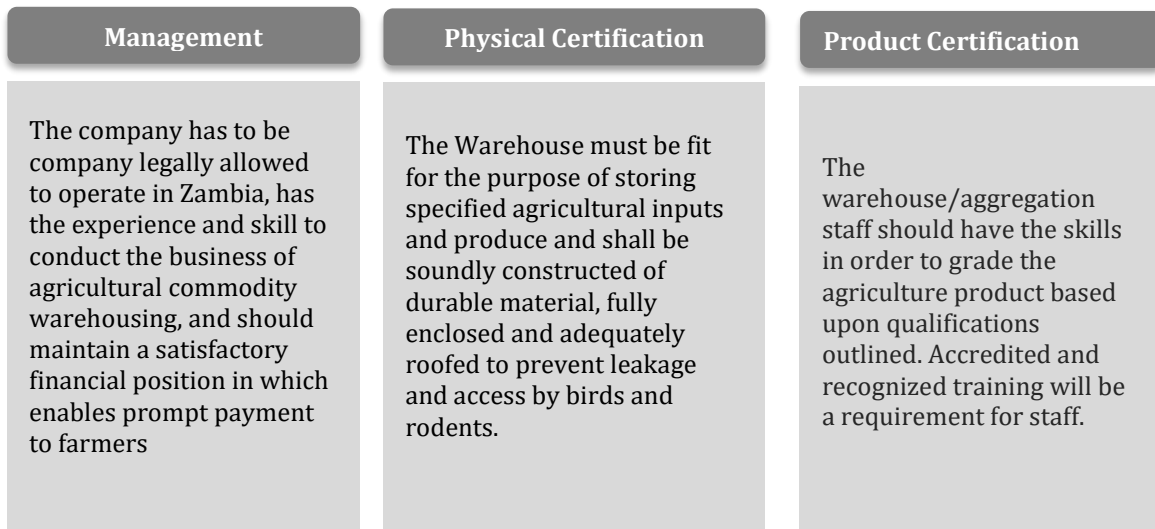 Management
The company has to be
company legally allowed
to operate in Zambia, has
the experience and skill to
conduct the business of
agricultural commodity
warehousing, and should
maintain a satisfactory
financial position in which
enables prompt payment
to farmers
Physical Certification
The Warehouse must be fit
for the purpose of storing
specified agricultural inputs
and produce and shall be
soundly constructed of
durable material, fully
enclosed and adequately
roofed to prevent leakage
and access by birds and
rodents.
Product Certification
The
warehouse/aggregation
staff should have the skills
in order to grade the
agriculture product based
upon qualifications
outlined. Accredited and
recognized training will be
a requirement for staff.